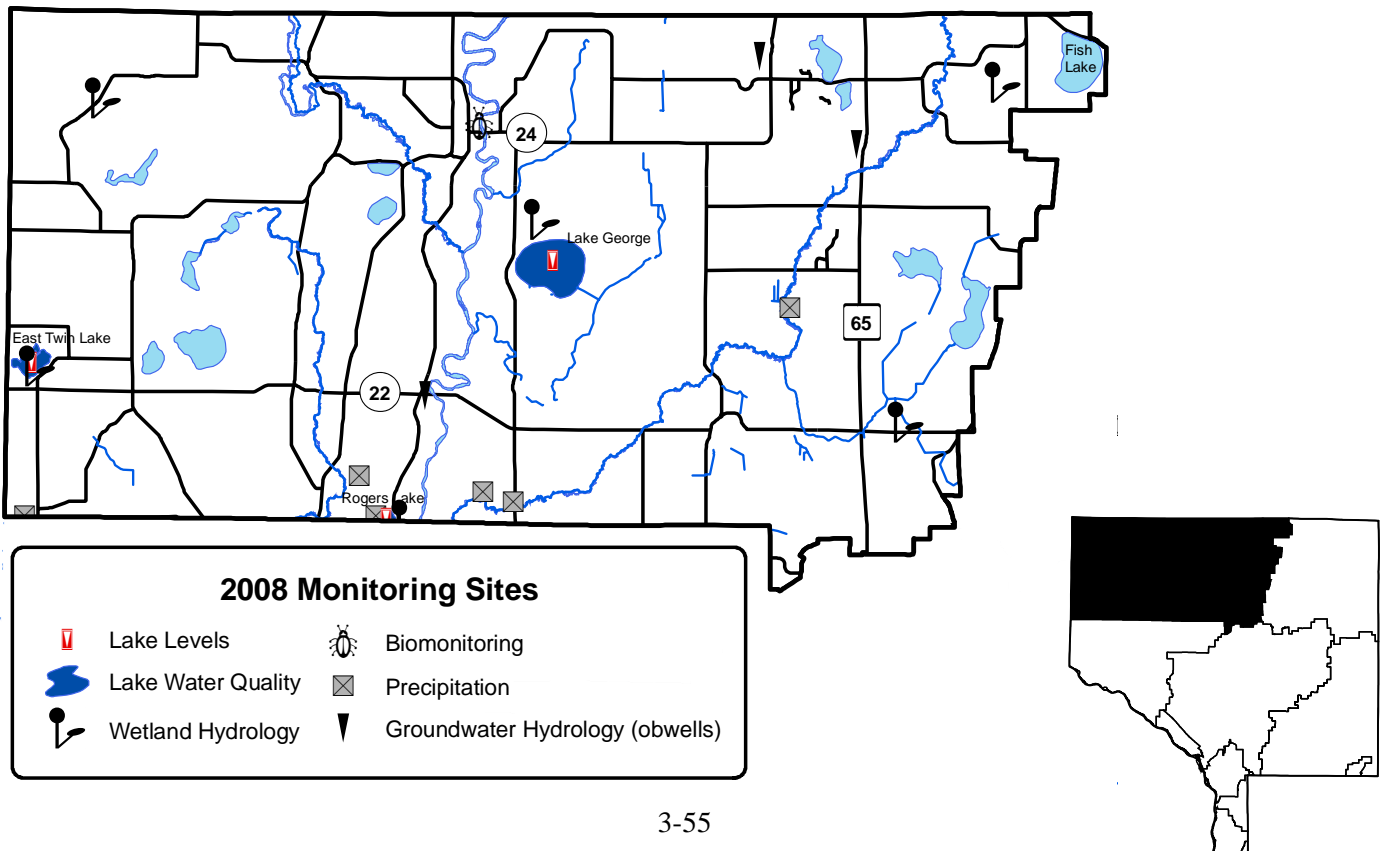 Fish
Lake
24
Lake George
65
East Twin Lake
22
Rogers Lake
2008 Monitoring Sites
Lake Levels
Biomonitoring
Lake Water Quality
Precipitation
Wetland Hydrology
Groundwater Hydrology (obwells)
3-55